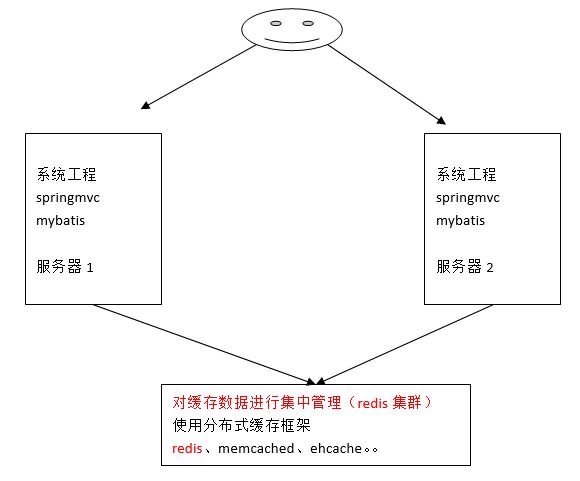 系统工程
springmvc
mybatis
服务器 1
系统工程
springmvc
mybatis
服务器 2
对缓存数据进行集中管理（redis 集群）
使用分布式缓存框架
redis、memcached、ehcache。。